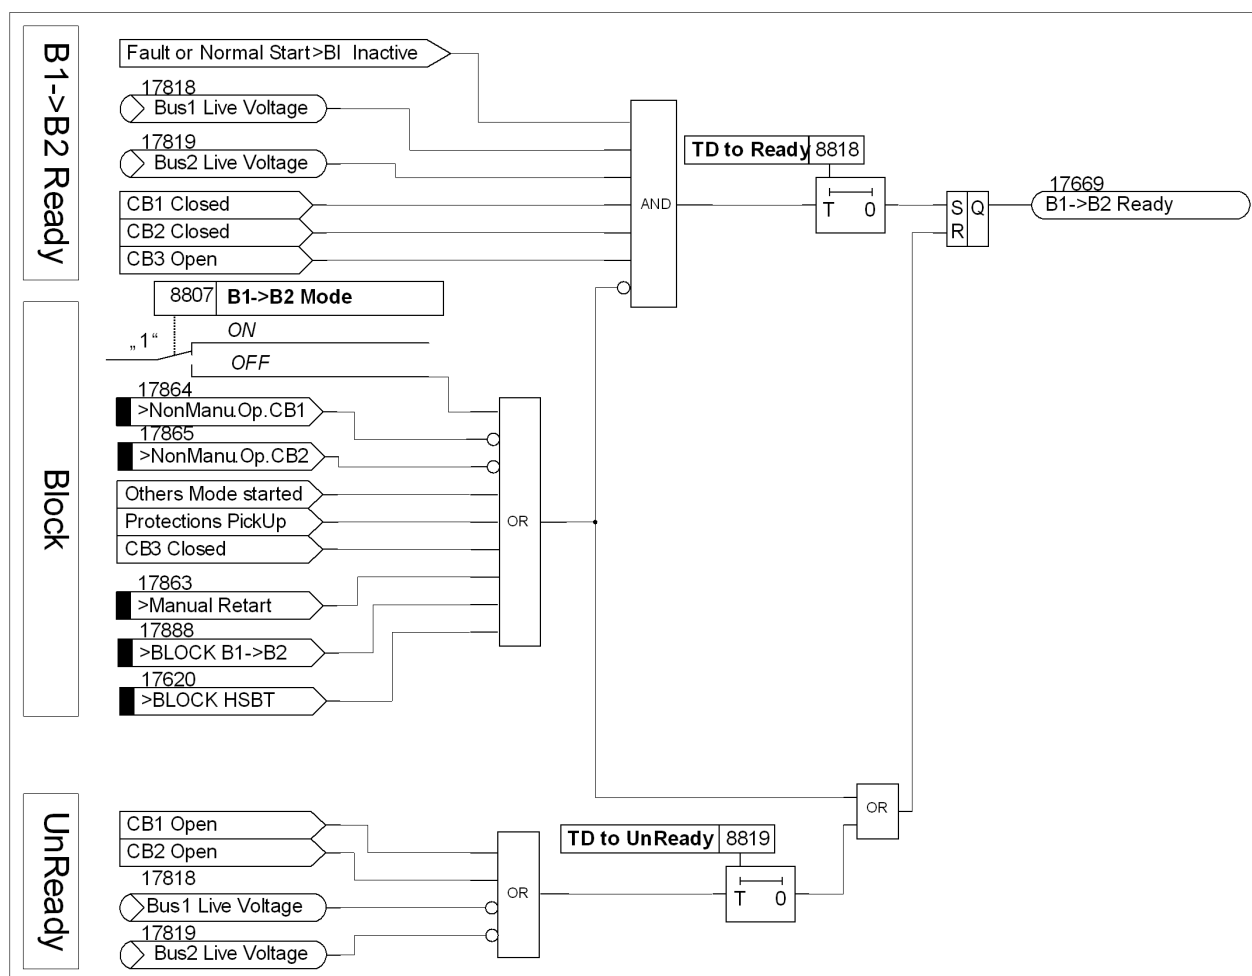 B1->B2 Ready
Fault or Normal Start>BI Inactive
17818
Bus1 Live Voltage
17819
Bus2 Live Voltage
CB1 Closed
CB2 Closed
CB3 Open
AND
TD to Ready 8818
T 0
S Q
R
17669
B1->B2 Ready
Block
8807 B1->B2 Mode
„1“
ON
OFF
17864
>NonManu.Op.CB1
17865
>NonManu.Op.CB2
Others Mode started
Protections PickUp
CB3 Closed
17863
>Manual Retart
17888
>BLOCK B1->B2
17620
>BLOCK HSBT
OR
UnReady
CB1 Open
CB2 Open
17818
Bus1 Live Voltage
17819
Bus2 Live Voltage
OR
TD to UnReady 8819
T 0
OR